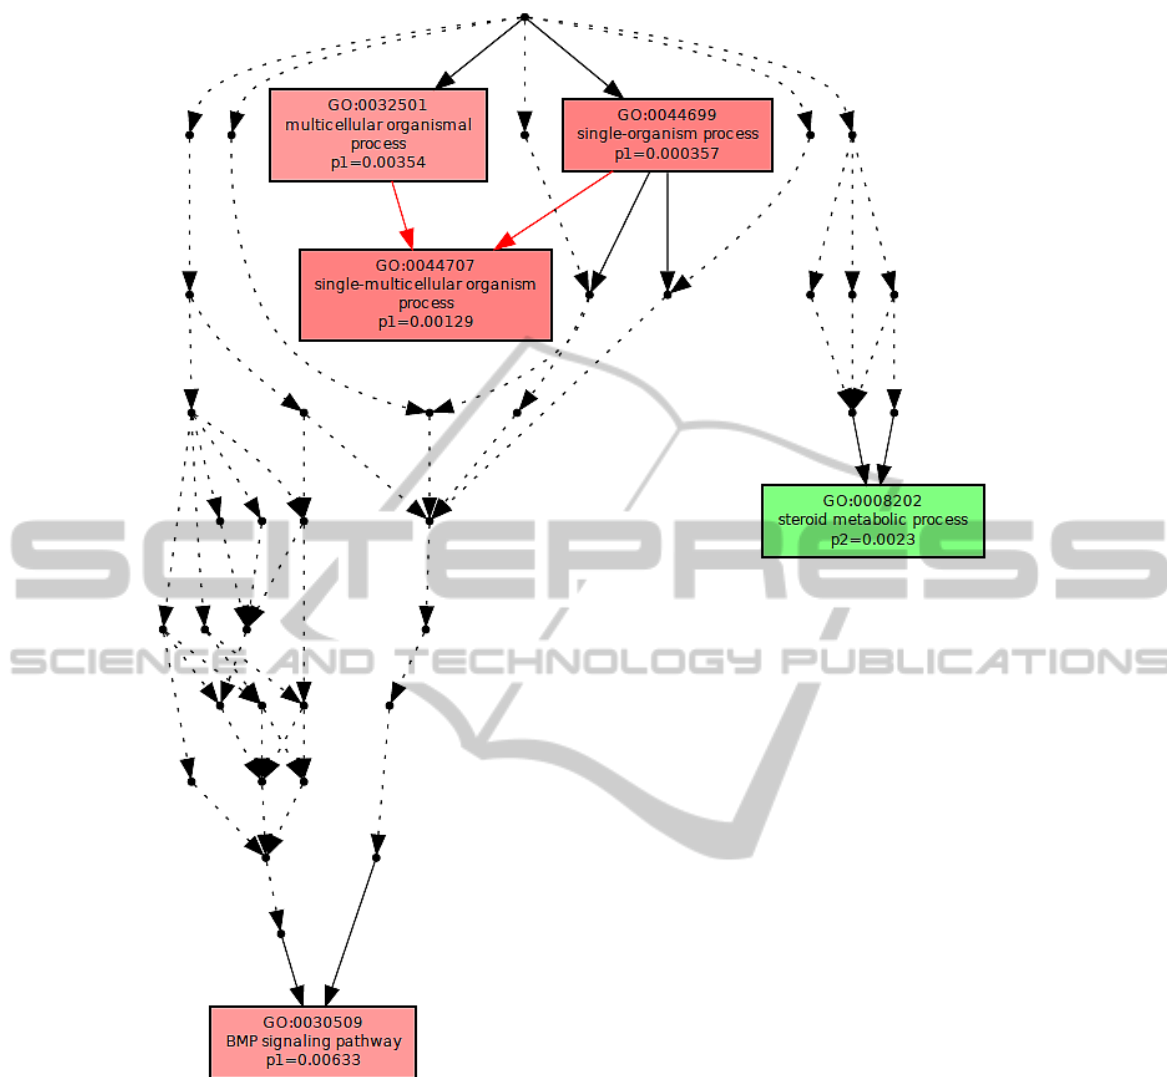 GO:0032501
multicellular organismal
process
p1=0.00354
GO:0044699
single-organism process
p1=0.000357
GO:0044707
single-multicellular organism
process
p1=0.00129
GO:0008202
steroid metabolic process
p2=0.0023
SCITEPRESS
SCIENCE AND TECHNOLOGY PUBLICATIONS
GO:0030509
BMP signaling pathway
p1=0.00633